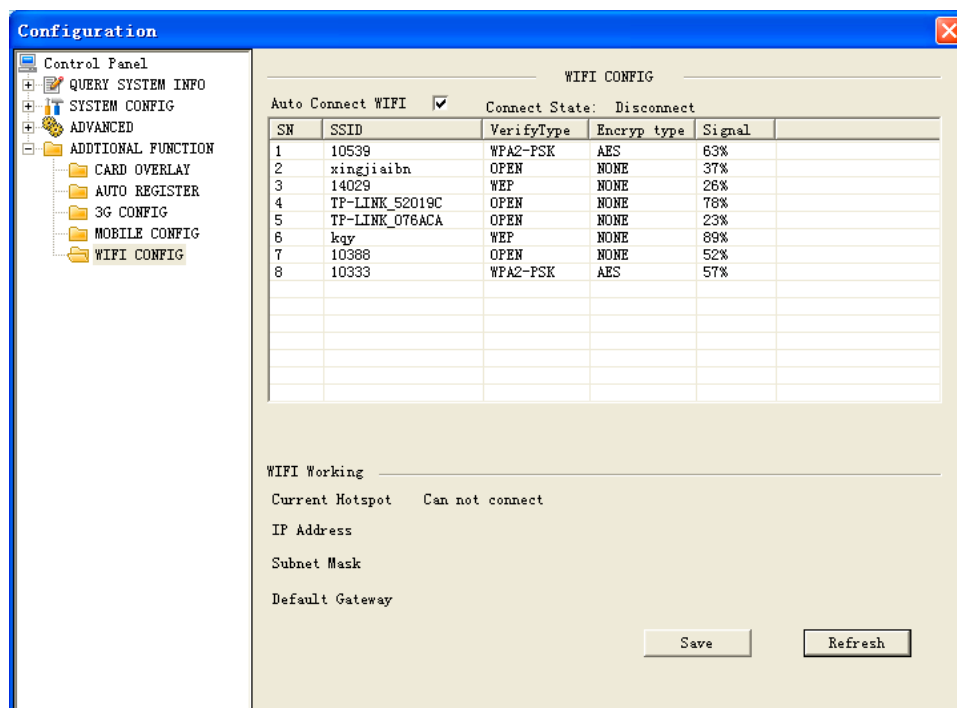 Configuration
Control Panel
QUERY SYSTEM INFO
SYSTEM CONFIG
ADVANCED
ADDTIONAL FUNCTION
CARD OVERLAY
AUTO REGISTER
3G CONFIG
MOBILE CONFIG
WIFI CONFIG
WIFI CONFIG
Auto Connect WIFI Connect State: Disconnect
SN SSID VerifyType Encryp type Signal
1 10539 WPA2-PSK AES 63%
2 xingjiaibn OPEN NONE 37%
3 14029 WEP NONE 26%
4 TP-LINK_52019C OPEN NONE 78%
5 TP-LINK_076ACA OPEN NONE 23%
6 kqy WEP NONE 89%
7 10388 OPEN NONE 52%
8 10333 WPA2-PSK AES 57%
WIFI Working
Current Hotspot Can not connect
IP Address
Subnet Mask
Default Gateway
Save Refresh